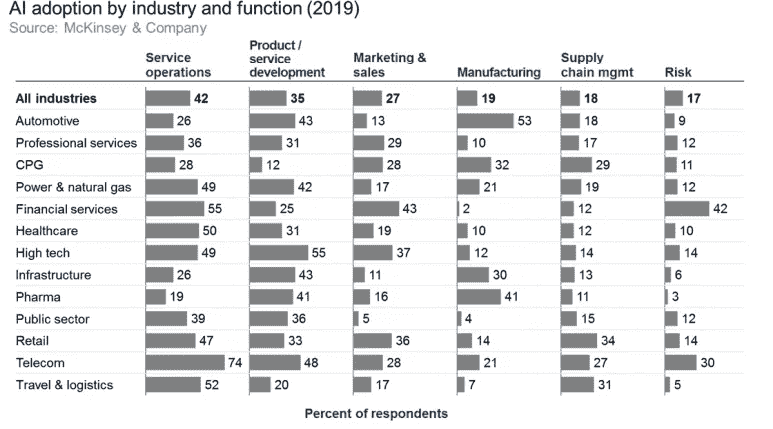 AI adoption by industry and function (2019)
Source: McKinsey & Company
Service operations Product / service development Marketing & sales Manufacturing Supply chain mgmt Risk
All industries 42 35 27 19 18 17
Automotive 26 43 13 53 18 9
Professional services 36 31 29 10 17 12
CPG 28 12 28 32 29 11
Power & natural gas 49 42 17 21 19 12
Financial services 55 25 43 2 12 42
Healthcare 50 31 19 10 12 10
High tech 49 55 37 12 14 14
Infrastructure 26 43 11 30 13 6
Pharma 19 41 16 41 11 3
Public sector 39 36 5 4 15 12
Retail 47 33 36 14 34 14
Telecom 74 48 28 21 27 30
Travel & logistics 52 20 17 7 31 5
Percent of respondents